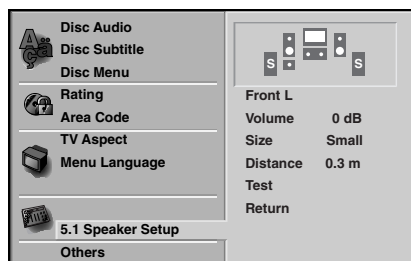 Disc Audio
Disc Subtitle
Disc Menu
Rating
Area Code
TV Aspect
Menu Language
5.1 Speaker Setup
Others
S S
Front L
Volume 0 dB
Size Small
Distance 0.3 m
Test
Return